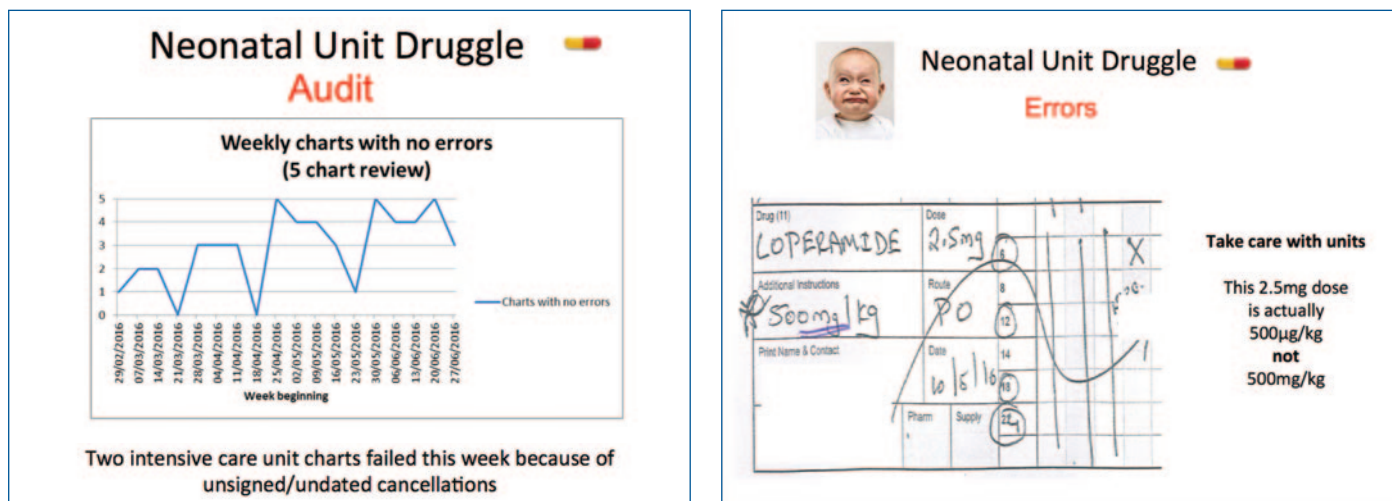 Neonatal Unit Druggle
Audit
Weekly charts with no errors
(5 chart review)
5
4
3
2
1
0
Charts with no errors
29/02/2016
07/03/2016
14/03/2016
21/03/2016
28/03/2016
04/04/2016
11/04/2016
18/04/2016
25/04/2016
02/05/2016
09/05/2016
16/05/2016
23/05/2016
30/05/2016
06/06/2016
13/06/2016
20/06/2016
27/06/2016
Week beginning
Two intensive care unit charts failed this week because of
unsigned/undated cancellations
Neonatal Unit Druggle
Errors
Drug (11)
LOPERAMIDE
Dose
2.5mg
6
X
Additional Instructions
500mg/kg
Route
PO
8
12
Print Name & Contact
Date
10/5/16
14
18
Pharm
Supply
22
Take care with units
This 2.5mg dose
is actually
500µg/kg
not
500mg/kg